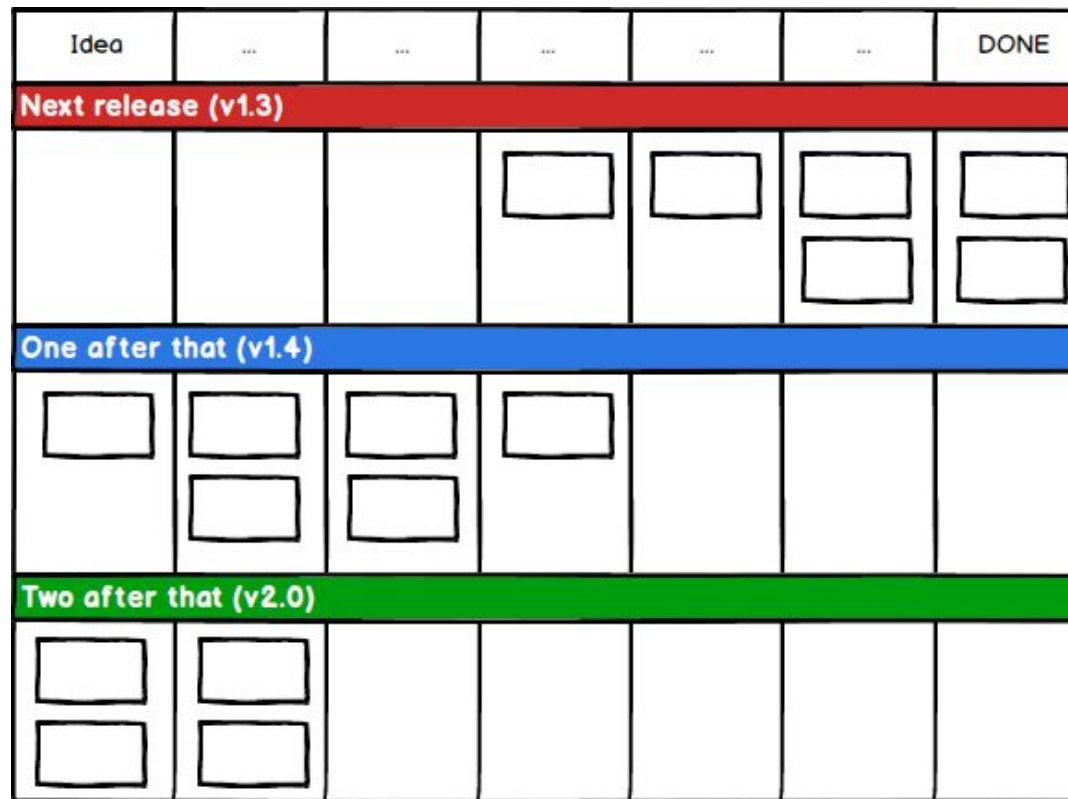 Idea ... ... ... ... ... DONE
Next release (v1.3)
One after that (v1.4)
Two after that (v2.0)